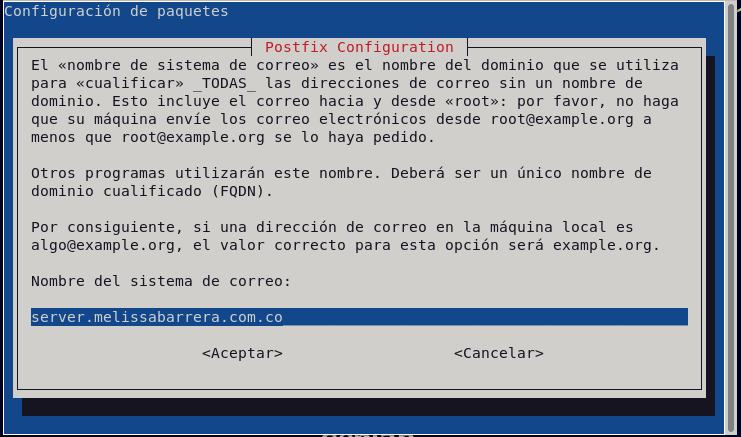 Configuración de paquetes
Postfix Configuration
El «nombre de sistema de correo» es el nombre del dominio que se utiliza
para «cualificar» _TODAS_ las direcciones de correo sin un nombre de
dominio. Esto incluye el correo hacia y desde «root»: por favor, no haga
que su máquina envíe los correo electrónicos desde root@example.org a
menos que root@example.org se lo haya pedido.
Otros programas utilizarán este nombre. Deberá ser un único nombre de
dominio cualificado (FQDN).
Por consiguiente, si una dirección de correo en la máquina local es
algo@example.org, el valor correcto para esta opción será example.org.
Nombre del sistema de correo:
server.melissabarrera.com.co
<Aceptar> <Cancelar>